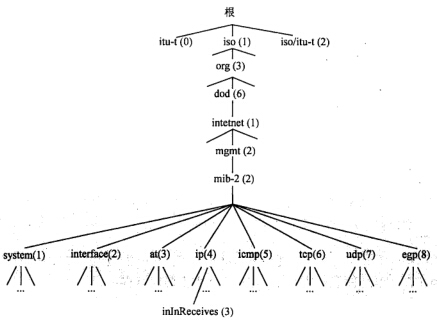 根
itu-t (0) iso (1) iso/itu-t (2)
org (3)
dod (6)
intetnet (1)
mgmt (2)
mib-2 (2)
system(1) interface(2) at(3) ip(4) icmp(5) tcp(6) udp(7) egp(8)
... ... ... ... ... ... ... ...
inInReceives (3)